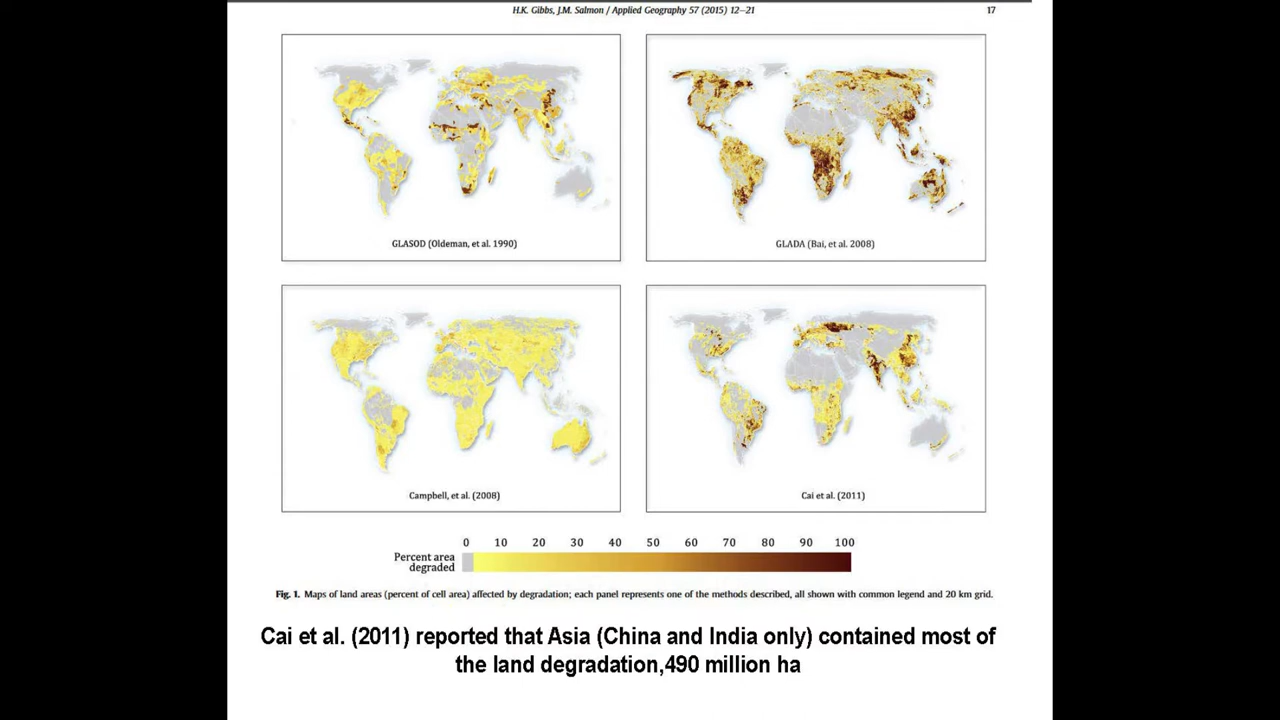 H.K. Gibbs, J.M. Salmon / Applied Geography 57 (2015) 12–21
17
GLASOD (Oldeman, et al. 1990)
GLADA (Bai, et al. 2008)
Campbell, et al. (2008)
Cai et al. (2011)
0 10 20 30 40 50 60 70 80 90 100
Percent area
degraded
Fig. 1. Maps of land areas (percent of cell area) affected by degradation; each panel represents one of the methods described, all shown with common legend and 20 km grid.
Cai et al. (2011) reported that Asia (China and India only) contained most of
the land degradation,490 million ha